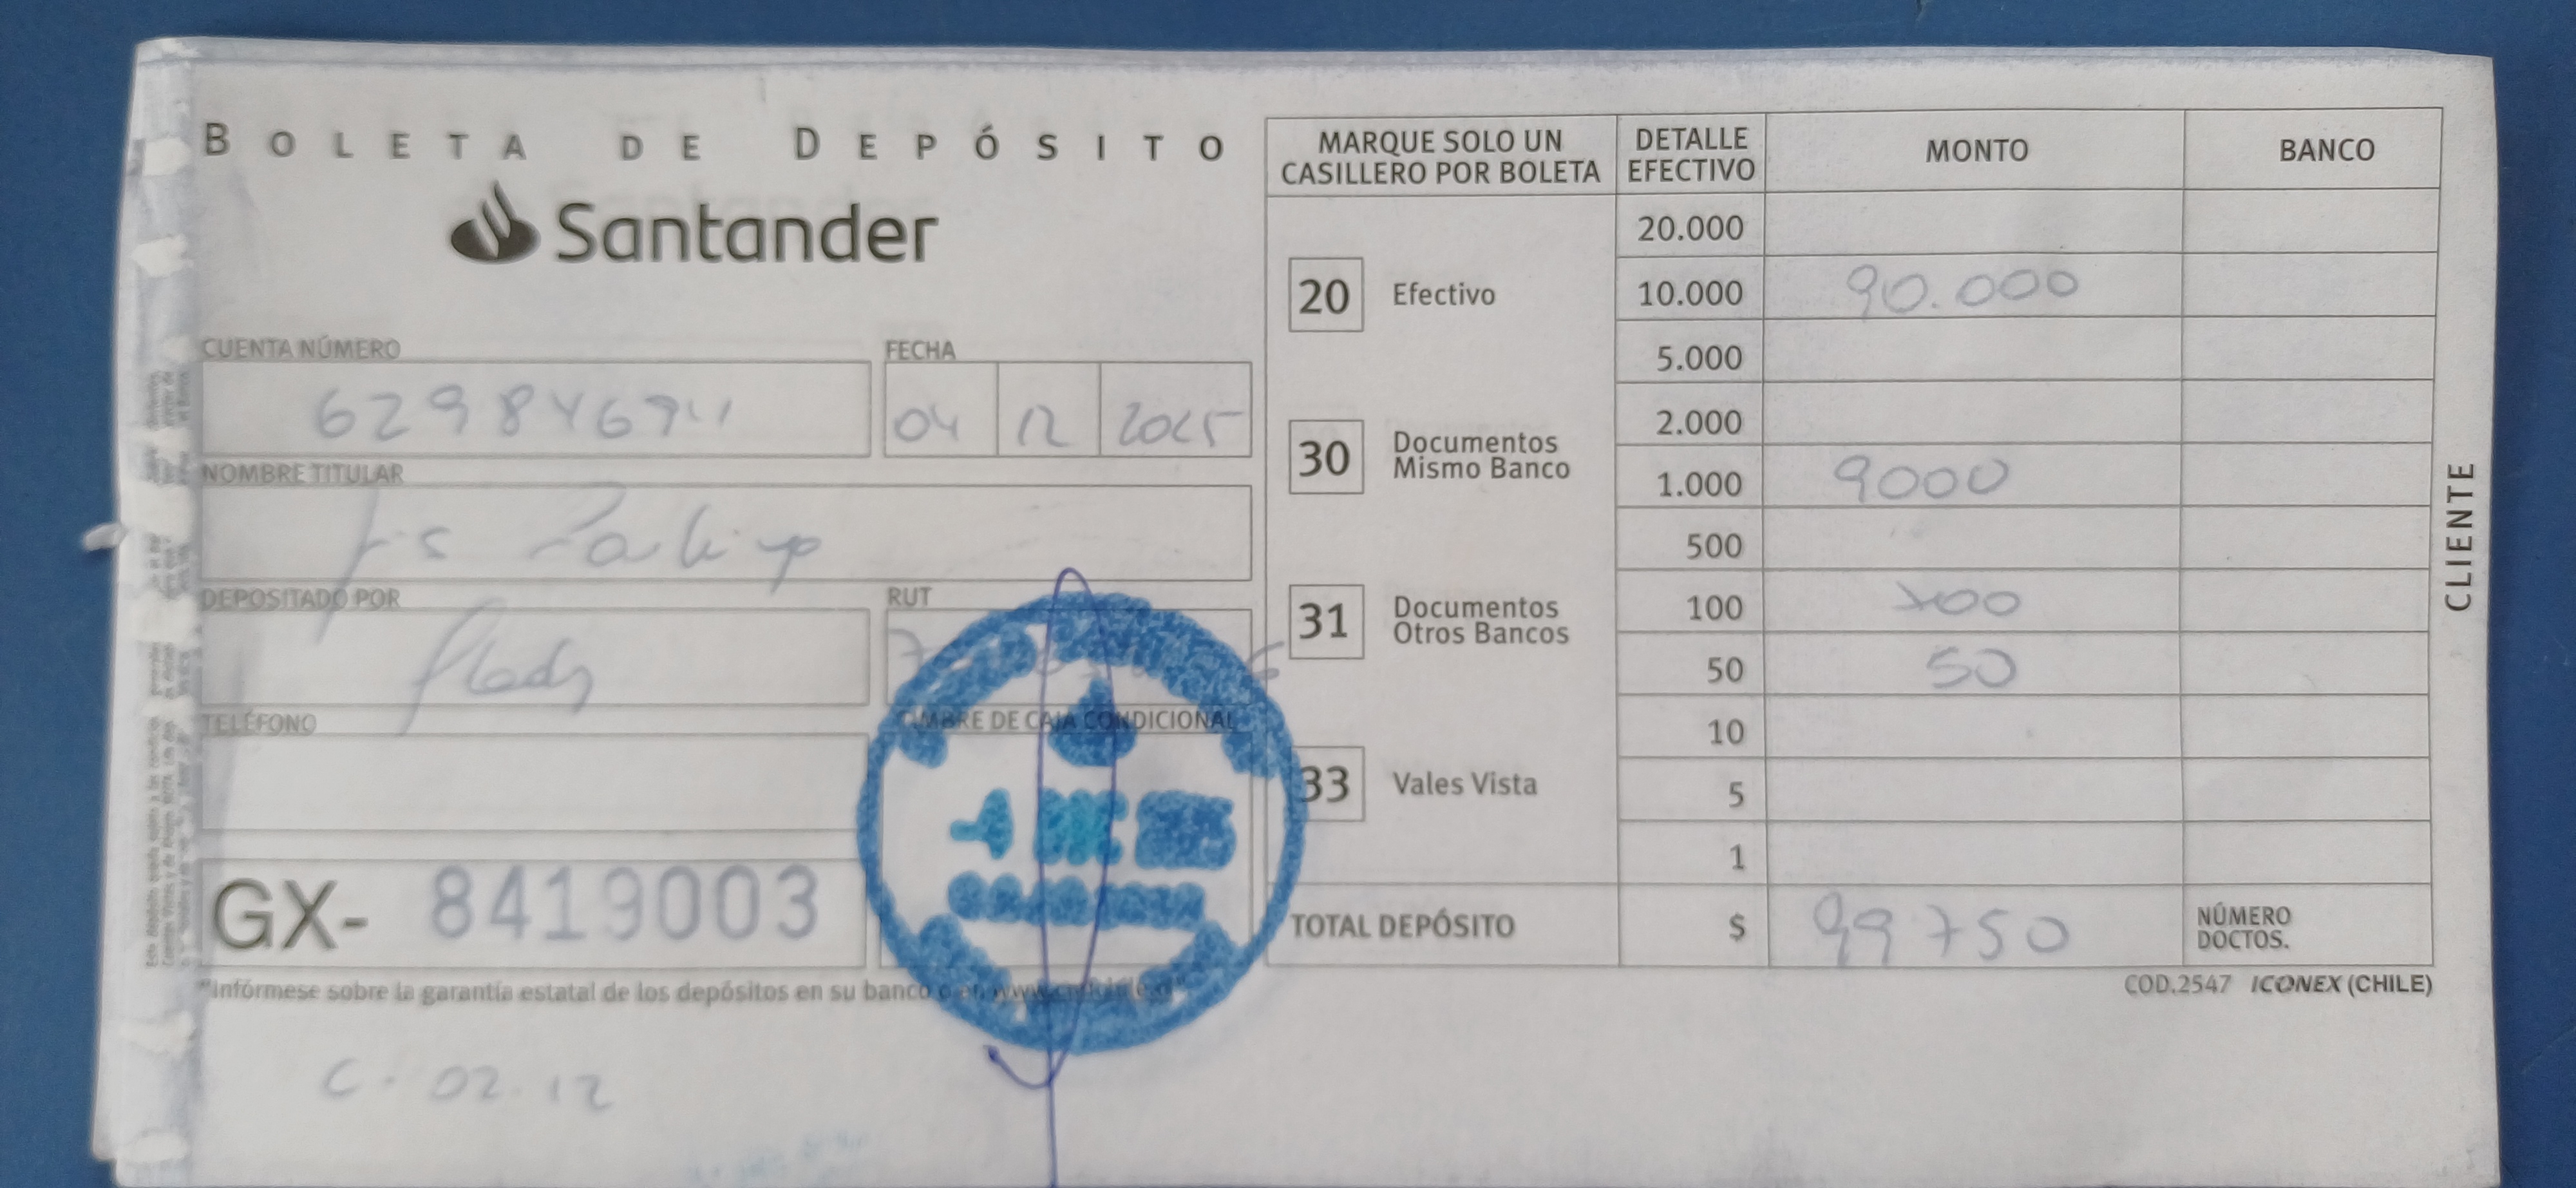 BOLETA DE DEPÓSITO
Santander
CUENTA NÚMERO
FECHA
04 12 2025
NOMBRE TITULAR
DEPOSITADO POR
RUT
TELÉFONO
DE CAJA CONDICIONAL
GX- 8419003
"Infórmese sobre la garantía estatal de los depósitos en su banco o en
C. 02.12
MARQUE SOLO UN
CASILLERO POR BOLETA
20 Efectivo
30 Documentos
Mismo Banco
31 Documentos
Otros Bancos
33 Vales Vista
DETALLE
EFECTIVO
MONTO
BANCO
20.000
10.000 90.000
5.000
2.000
1.000 9000
500
100 700
50 50
10
5
1
TOTAL DEPÓSITO $ 99750
NÚMERO
DOCTOS.
COD.2547 ICONEX (CHILE)
CLIENTE